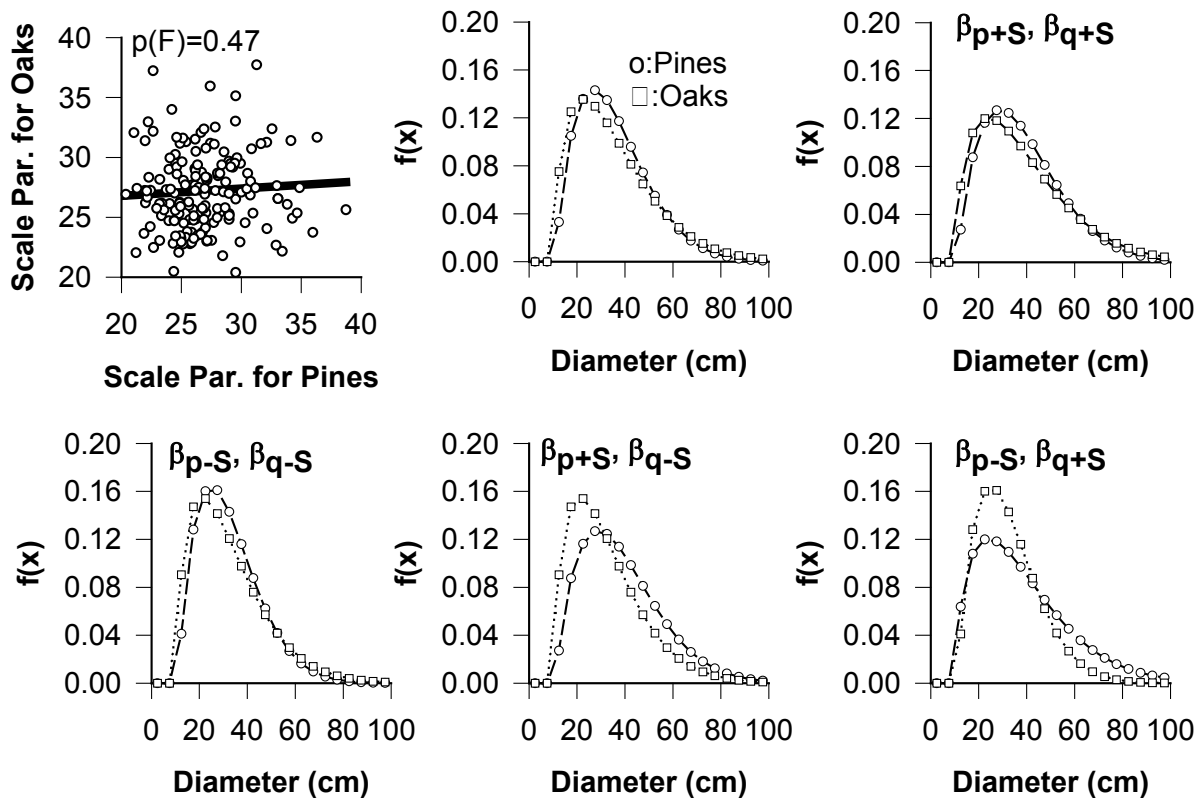 Scale Par. for Oaks
40
35
30
25
20
p(F)=0.47
20 25 30 35 40
Scale Par. for Pines
f(x)
0.20
0.16
0.12
0.08
0.04
0.00
o:Pines
□:Oaks
0 20 40 60 80 100
Diameter (cm)
f(x)
0.20
0.16
0.12
0.08
0.04
0.00
βp+S, βq+S
0 20 40 60 80 100
Diameter (cm)
f(x)
0.20
0.16
0.12
0.08
0.04
0.00
βp-S, βq-S
0 20 40 60 80 100
Diameter (cm)
f(x)
0.20
0.16
0.12
0.08
0.04
0.00
βp+S, βq-S
0 20 40 60 80 100
Diameter (cm)
f(x)
0.20
0.16
0.12
0.08
0.04
0.00
βp-S, βq+S
0 20 40 60 80 100
Diameter (cm)